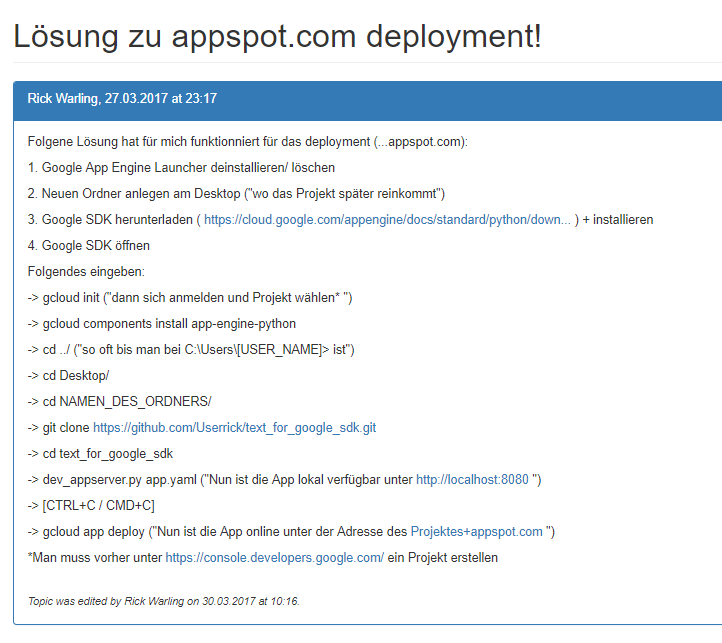 Lösung zu appspot.com deployment!
Rick Warling, 27.03.2017 at 23:17
Folgene Lösung hat für mich funktionniert für das deployment (...appspot.com):
1. Google App Engine Launcher deinstallieren/ löschen
2. Neuen Ordner anlegen am Desktop ("wo das Projekt später reinkommt")
3. Google SDK herunterladen ( https://cloud.google.com/appengine/docs/standard/python/down... ) + installieren
4. Google SDK öffnen
Folgendes eingeben:
-> gcloud init ("dann sich anmelden und Projekt wählen* ")
-> gcloud components install app-engine-python
-> cd ../ ("so oft bis man bei C:\Users\[USER_NAME]> ist")
-> cd Desktop/
-> cd NAMEN_DES_ORDNERS/
-> git clone https://github.com/Userrick/text_for_google_sdk.git
-> cd text_for_google_sdk
-> dev_appserver.py app.yaml ("Nun ist die App lokal verfügbar unter http://localhost:8080 ")
-> [CTRL+C / CMD+C]
-> gcloud app deploy ("Nun ist die App online unter der Adresse des Projektes+appspot.com ")
*Man muss vorher unter https://console.developers.google.com/ ein Projekt erstellen
Topic was edited by Rick Warling on 30.03.2017 at 10:16.